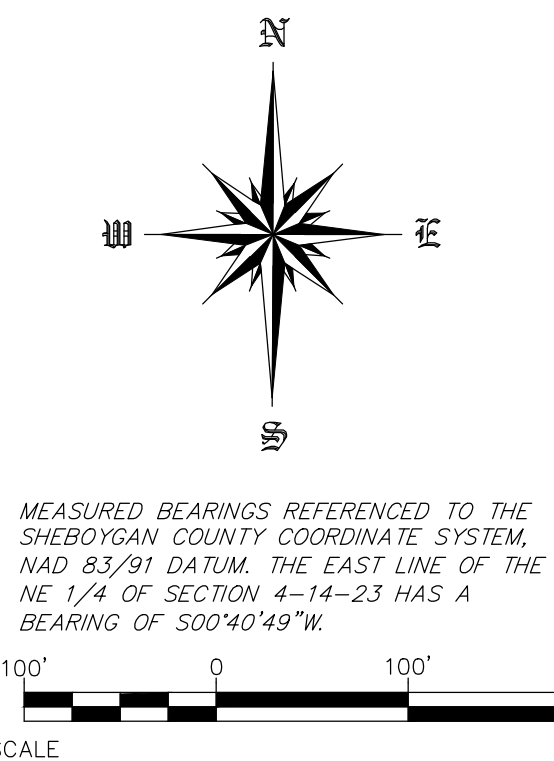 N
W E
S
MEASURED BEARINGS REFERENCED TO THE
SHEBOYGAN COUNTY COORDINATE SYSTEM,
NAD 83/91 DATUM. THE EAST LINE OF THE
NE 1/4 OF SECTION 4-14-23 HAS A
BEARING OF S00°40'49"W.
100' 0 100'
SCALE